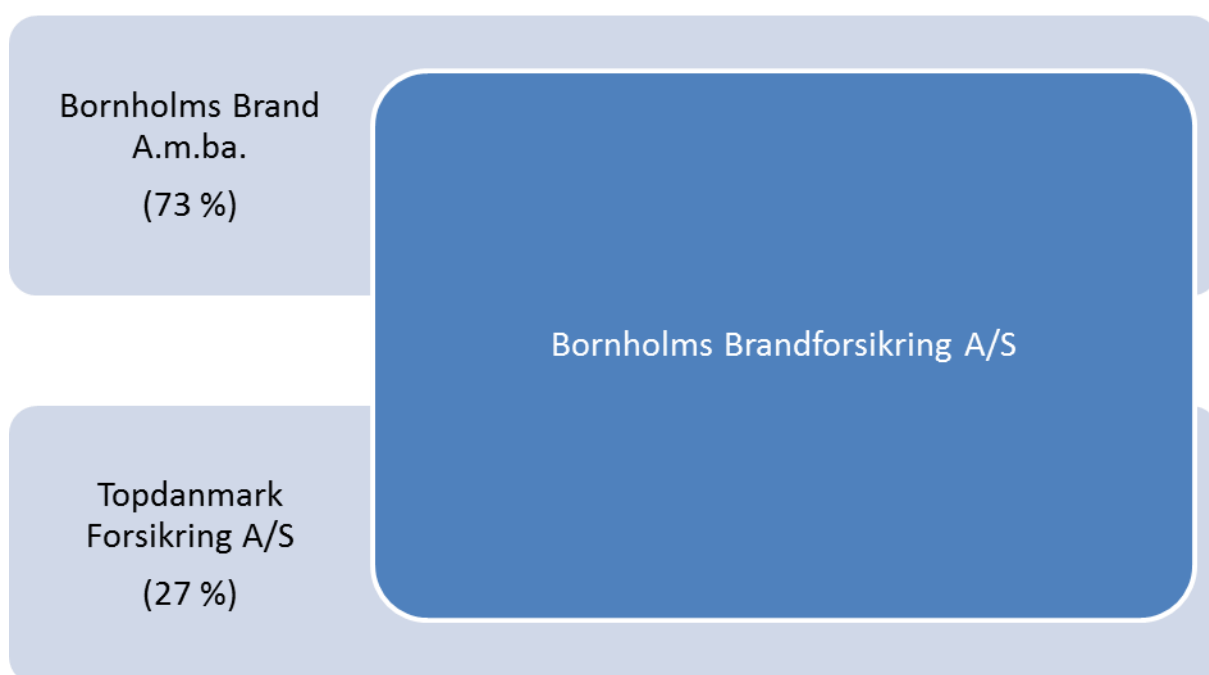 Bornholms Brand
A.m.ba.
(73 %)
Bornholms Brandforsikring A/S
Topdanmark
Forsikring A/S
(27 %)